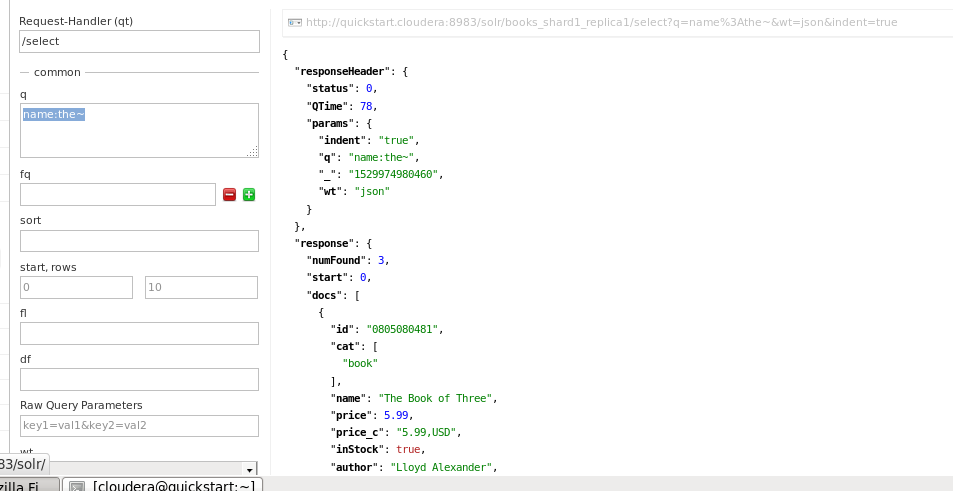 Request-Handler (qt)
/select
common
q
name:the~
fq
sort
start, rows
0
10
fl
df
Raw Query Parameters
key1=val1&key2=val2
wt
83/solr/
zilla Fi
[cloudera@quickstart:~]
http://quickstart.cloudera:8983/solr/books_shard1_replica1/select?q=name%3Athe~&wt=json&indent=true
{
"responseHeader": {
"status": 0,
"QTime": 78,
"params": {
"indent": "true",
"q": "name:the~",
"_": "1529974980460",
"wt": "json"
}
},
"response": {
"numFound": 3,
"start": 0,
"docs": [
{
"id": "0805080481",
"cat": [
"book"
],
"name": "The Book of Three",
"price": 5.99,
"price_c": "5.99,USD",
"inStock": true,
"author": "Lloyd Alexander",